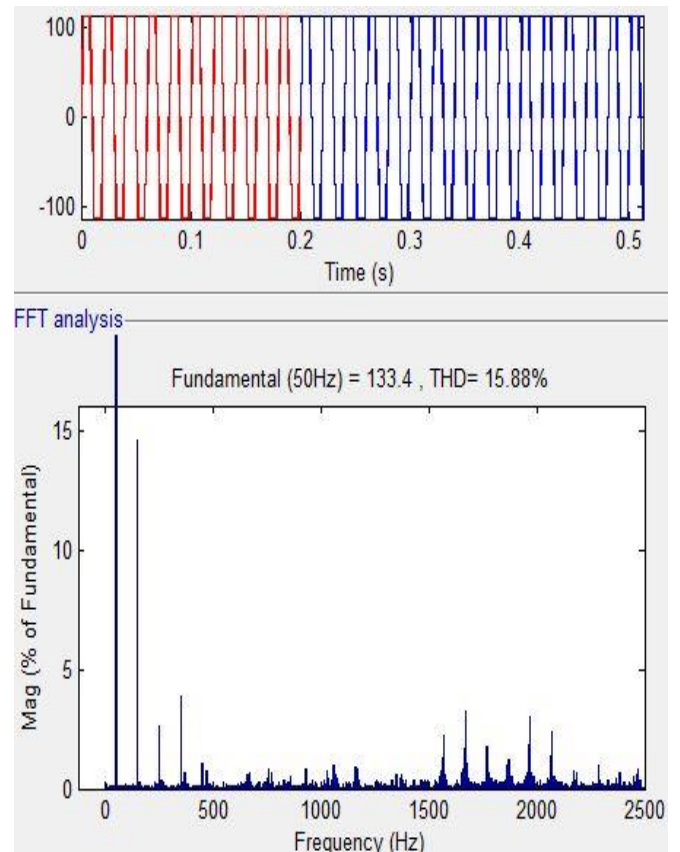 100
0
-100
0 0.1 0.2 0.3 0.4 0.5
Time (s)
FFT analysis
Fundamental (50Hz) = 133.4 , THD= 15.88%
15
10
5
0
Mag (% of Fundamental)
0 500 1000 1500 2000 2500
Frequency (Hz)